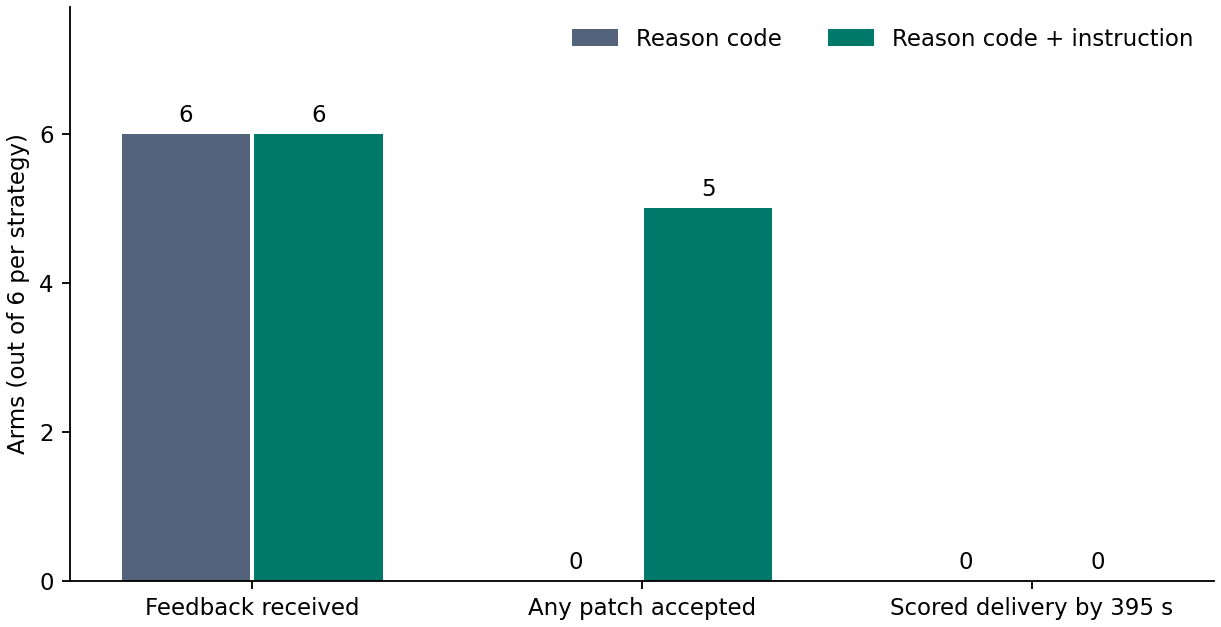 Reason code
Reason code + instruction
Arms (out of 6 per strategy)
6
4
2
0
6
6
0
5
0
0
Feedback received
Any patch accepted
Scored delivery by 395 s